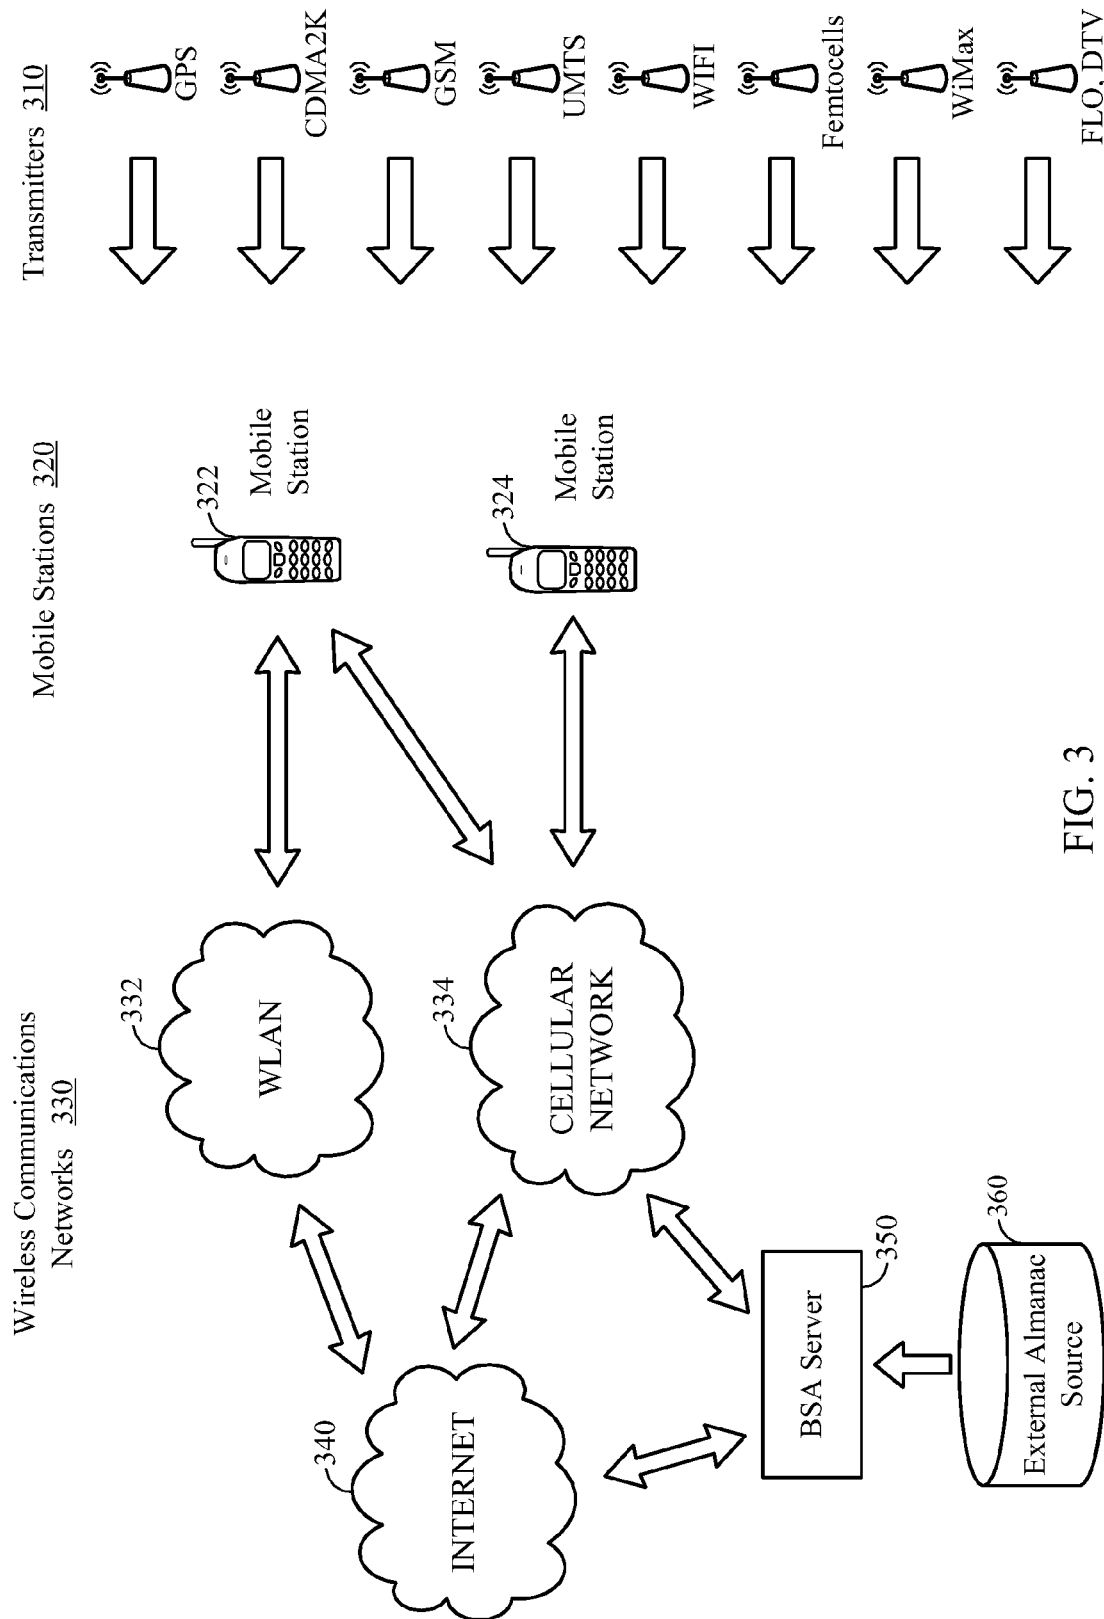 Wireless Communications
Networks 330
Mobile Stations 320
Transmitters 310
332
WLAN
334
CELLULAR
NETWORK
340
INTERNET
BSA Server
350
360
External Almanac
Source
322
Mobile
Station
324
Mobile
Station
GPS
CDMA2K
GSM
UMTS
WIFI
Femtocells
WiMax
FLO, DTV
FIG. 3